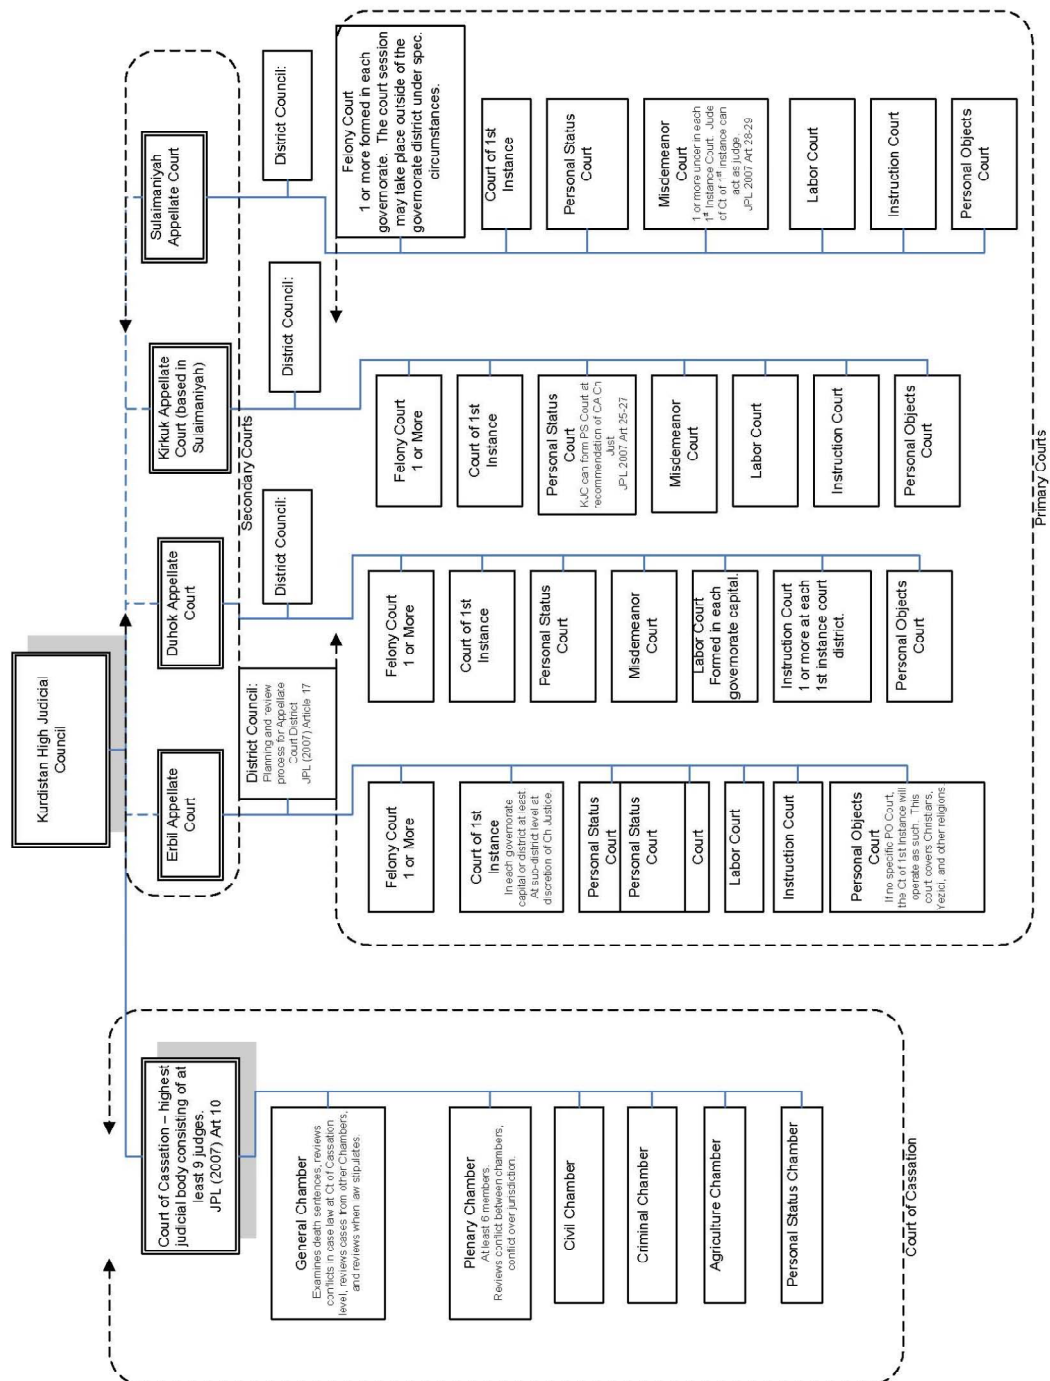 Kurdistan High Judicial
Council
Court of Cassation – highest
judicial body consisting of at
least 9 judges.
JPL (2007) Art 10
General Chamber
Examines death sentences, reviews
conflicts in case law at Ct of Cassation
level, reviews cases from other Chambers,
and reviews when law stipulates.
Plenary Chamber
At least 6 members.
Reviews conflict between chambers,
conflict over jurisdiction.
Civil Chamber
Criminal Chamber
Agriculture Chamber
Personal Status Chamber
Court of Cassation
Erbil Appellate
Court
Duhok Appellate
Court
Kirkuk Appellate
Court (based in
Sulaimaniyah)
Sulaimaniyah
Appellate Court
Secondary Courts
District Council:
Planning and review
process for Appellate
Court District
JPL (2007) Article 17
District Council:
District Council:
District Council:
Felony Court
1 or More
Court of 1st
Instance
In each governorate
capital or district at least.
At sub-district level at
discretion of Ch Justice.
Personal Status
Court
Personal Status
Court
Court
Labor Court
Instruction Court
Personal Objects
Court
If no specific PO Court,
the Ct of 1st Instance will
operate as such. This
court covers Christians,
Yezici, and other religions
Felony Court
1 or More
Court of 1st
Instance
Personal Status
Court
Misdemeanor
Court
Labor Court
Formed in each
governorate capital.
Instruction Court
1 or more at each
1st instance court
district.
Personal Objects
Court
Felony Court
1 or More
Court of 1st
Instance
Personal Status
Court
KJC can form PS Court at
recommendation of CA Ch
Just
JPL 2007 Art 25-27
Misdemeanor
Court
Labor Court
Instruction Court
Personal Objects
Court
Felony Court
1 or more formed in each
governorate. The court session
may take place outside of the
governorate district under spec.
circumstances.
Court of 1st
Instance
Personal Status
Court
Misdemeanor
Court
1 or more under in each
1st Instance Court. Jude
of Ct of 1st instance can
act as judge.
JPL 2007 Art 28-29
Labor Court
Instruction Court
Personal Objects
Court
Primary Courts